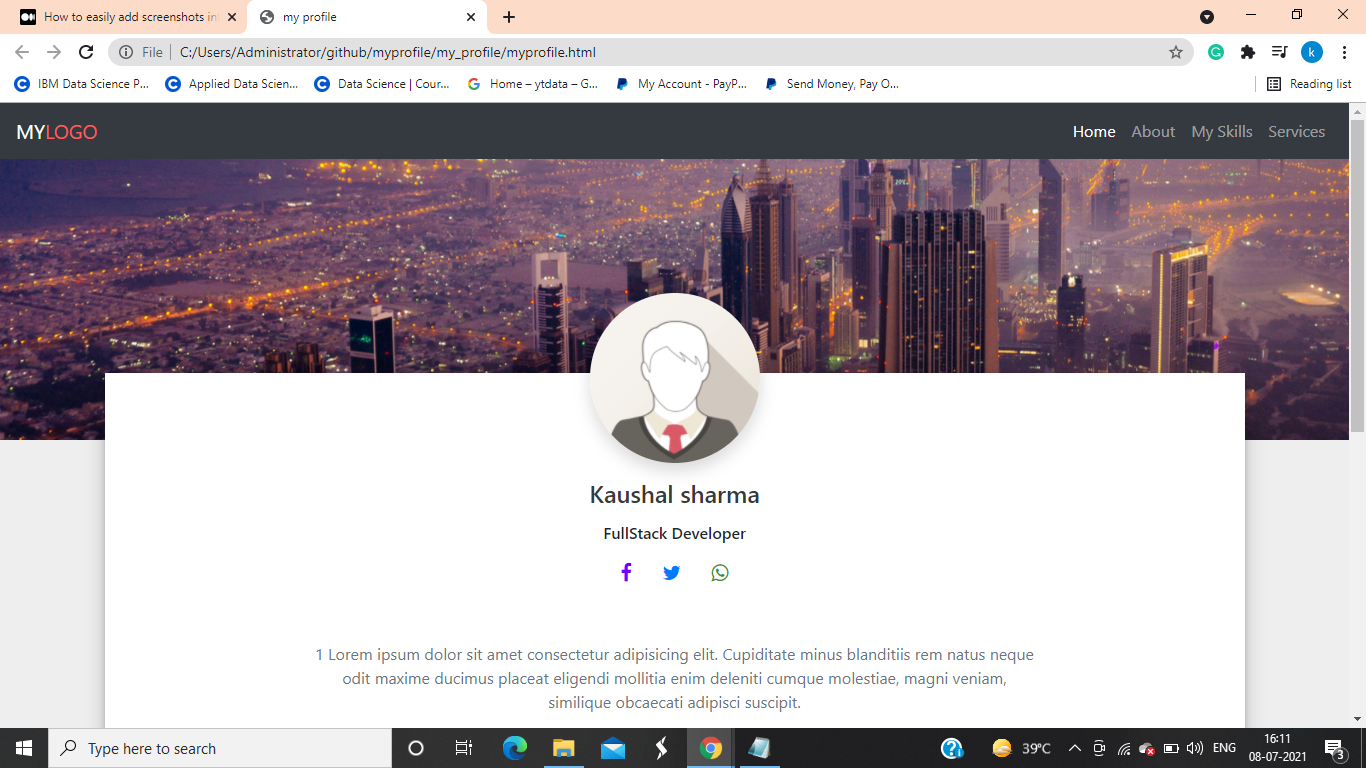 How to easily add screenshots in
my profile
File
C:/Users/Administrator/github/myprofile/my_profile/myprofile.html
k
IBM Data Science P...
Applied Data Scien...
Data Science | Cour...
Home – ytdata – G...
My Account - PayP...
Send Money, Pay O...
Reading list
MYLOGO
Home
About
My Skills
Services
Kaushal sharma
FullStack Developer
1 Lorem ipsum dolor sit amet consectetur adipisicing elit. Cupiditate minus blanditiis rem natus neque
odit maxime ducimus placeat eligendi mollitia enim deleniti cumque molestiae, magni veniam,
similique obcaecati adipisci suscipit.
Type here to search
39°C
ENG
16:11
08-07-2021
3